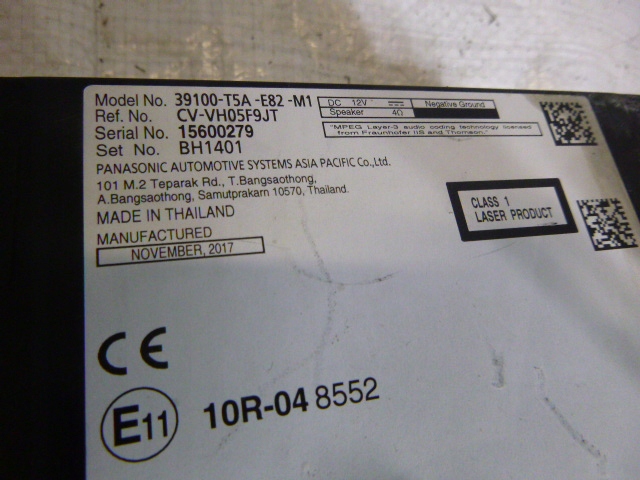 Model No. 39100-T5A -E82 -M1
Ref. No. CV-VH05F9JT
Serial No. 15600279
Set No. BH1401
DC 12V Negative Ground
Speaker 4Ω
"MPEG Layer-3 audio coding technology licensed
from Fraunhofer IIS and Thomson."
PANASONIC AUTOMOTIVE SYSTEMS ASIA PACIFIC Co.,Ltd.
101 M.2 Teparak Rd., T.Bangsaothong,
A.Bangsaothong, Samutprakarn 10570, Thailand.
MADE IN THAILAND
MANUFACTURED
NOVEMBER, 2017
CLASS 1
LASER PRODUCT
CE
E11 10R-04 8552